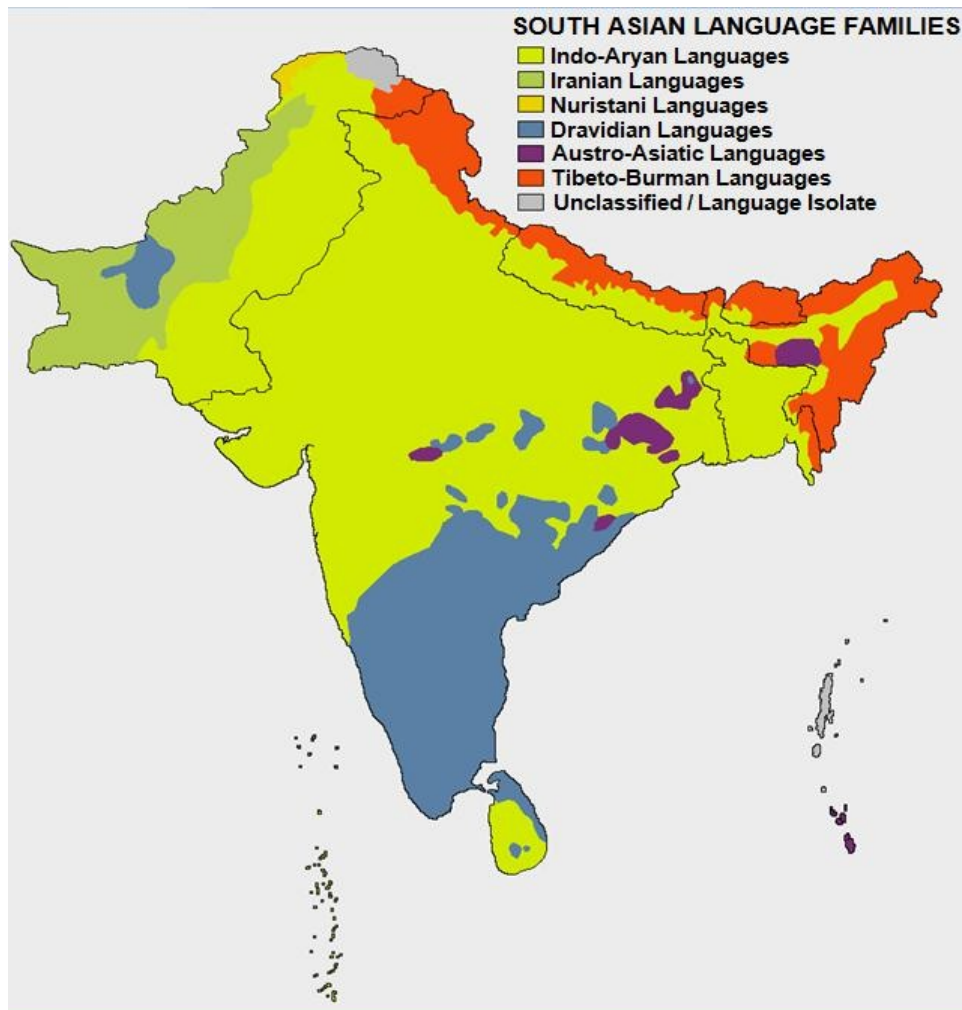 SOUTH ASIAN LANGUAGE FAMILIES
Indo-Aryan Languages
Iranian Languages
Nuristani Languages
Dravidian Languages
Austro-Asiatic Languages
Tibeto-Burman Languages
Unclassified / Language Isolate